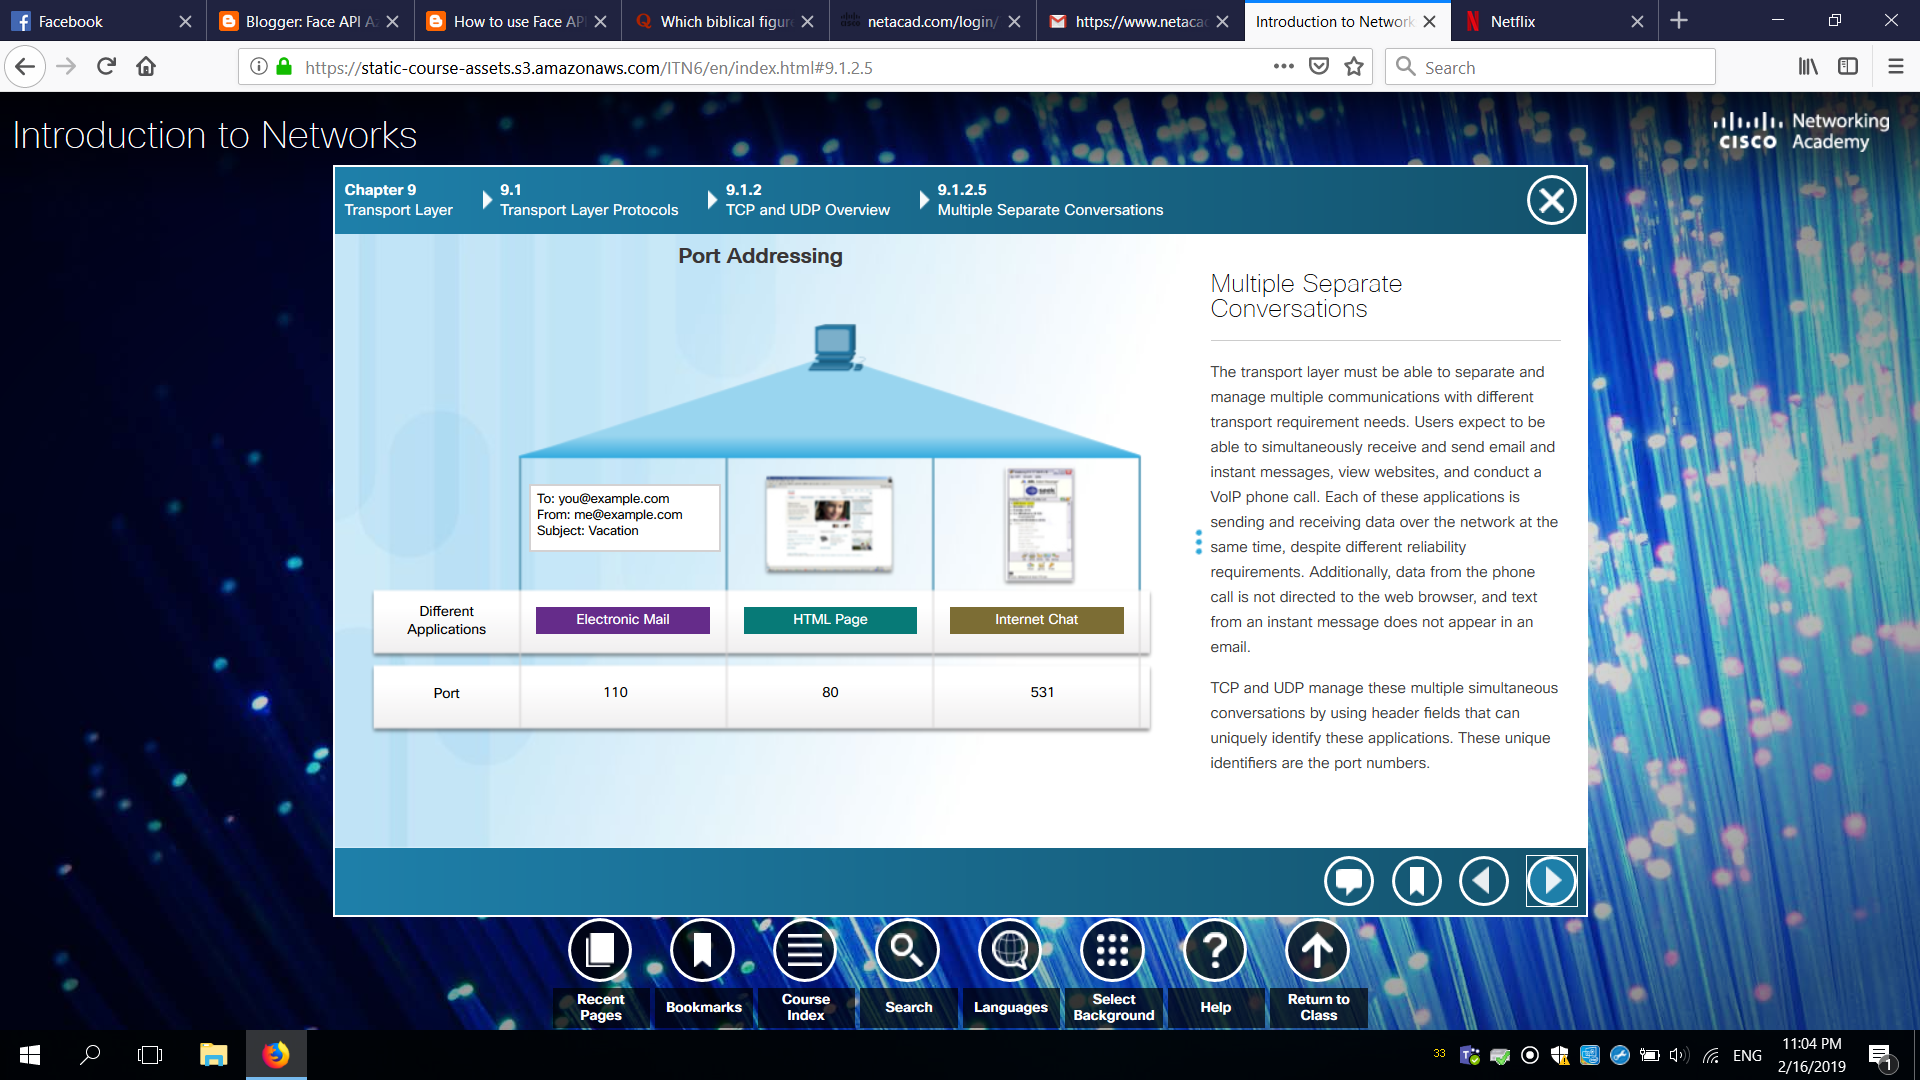 Facebook
Blogger: Face API A
How to use Face API
Which biblical figur
netacad.com/login/
https://www.netaca
Introduction to Network
Netflix
https://static-course-assets.s3.amazonaws.com/ITN6/en/index.html#9.1.2.5
Search
Introduction to Networks
Networking
CISCO Academy
Chapter 9
Transport Layer
9.1
Transport Layer Protocols
9.1.2
TCP and UDP Overview
9.1.2.5
Multiple Separate Conversations
Port Addressing
To: you@example.com
From: me@example.com
Subject: Vacation
Different
Applications
Electronic Mail
HTML Page
Internet Chat
Port
110
80
531
Multiple Separate
Conversations
The transport layer must be able to separate and
manage multiple communications with different
transport requirement needs. Users expect to be
able to simultaneously receive and send email and
instant messages, view websites, and conduct a
VoIP phone call. Each of these applications is
sending and receiving data over the network at the
same time, despite different reliability
requirements. Additionally, data from the phone
call is not directed to the web browser, and text
from an instant message does not appear in an
email.
TCP and UDP manage these multiple simultaneous
conversations by using header fields that can
uniquely identify these applications. These unique
identifiers are the port numbers.
Recent
Pages
Bookmarks
Course
Index
Search
Languages
Select
Background
Help
Return to
Class
33
ENG
11:04 PM
2/16/2019
1